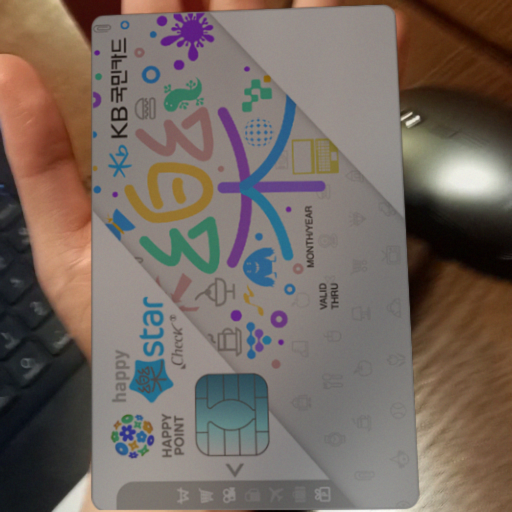 KB국민카드
happy
star
Check
HAPPY
POINT
MONTH/YEAR
VALID
THRU